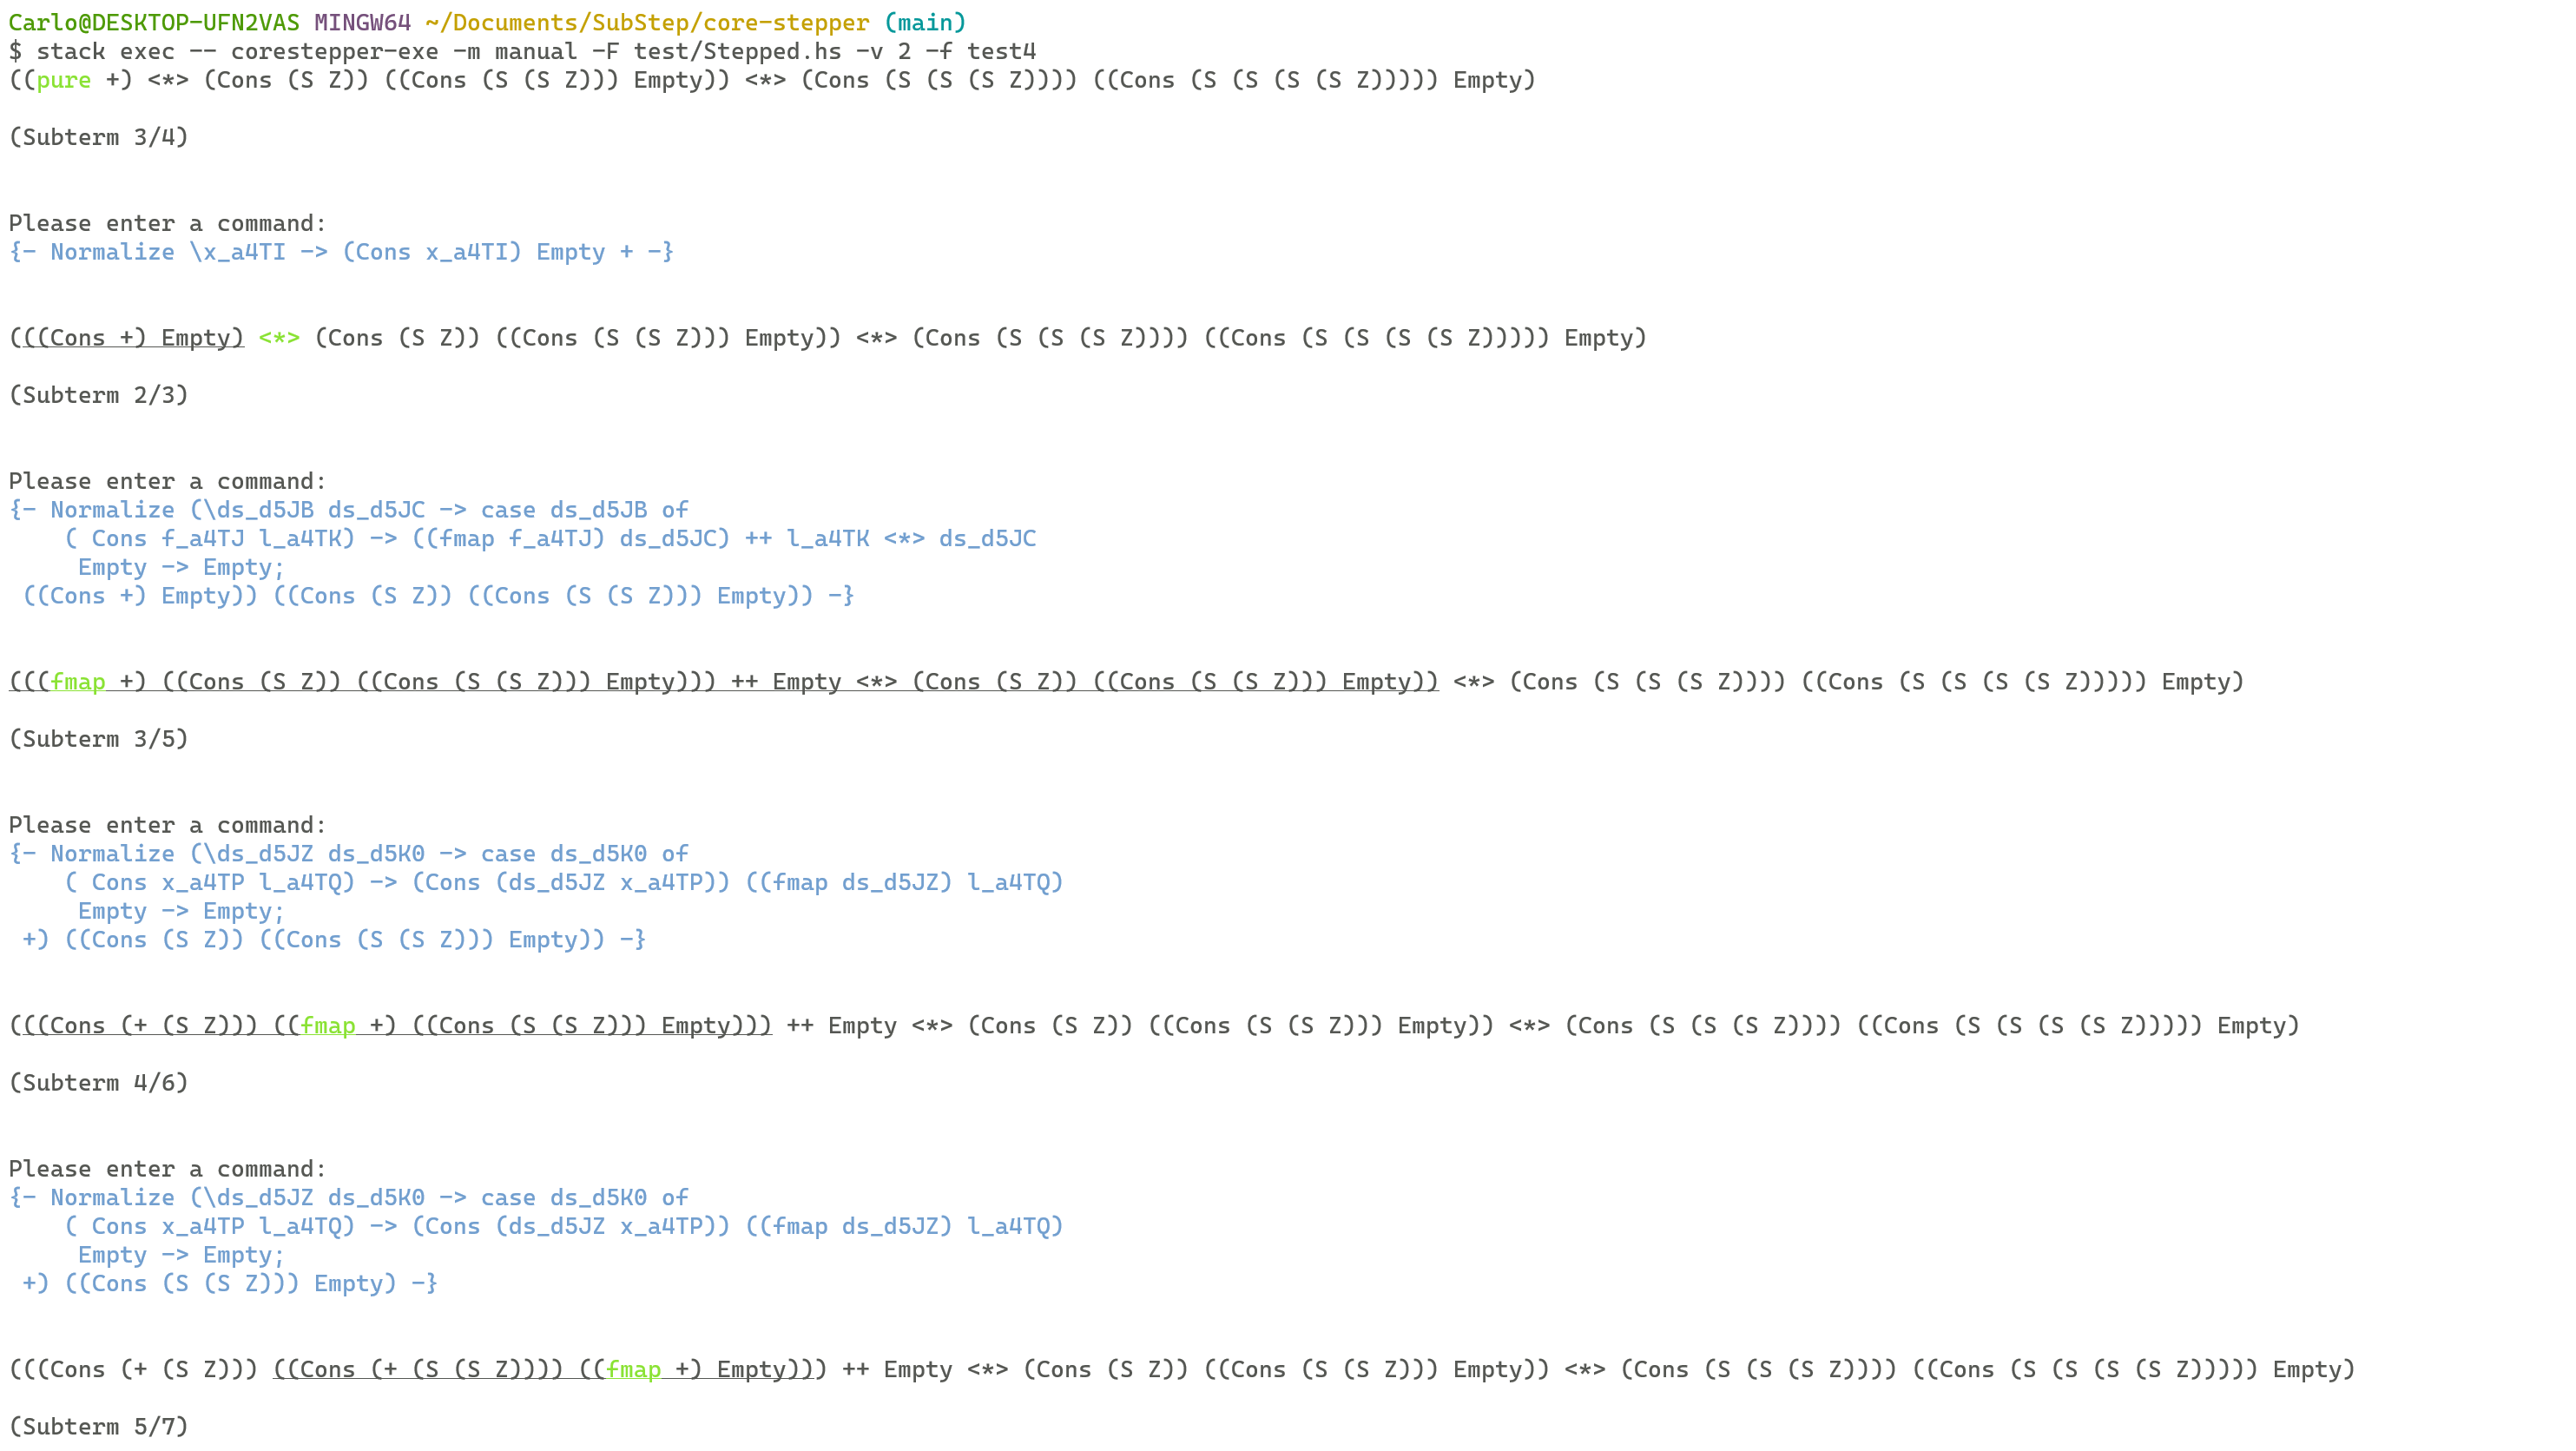 Carlo@DESKTOP-UFN2VAS MINGW64 ~/Documents/SubStep/core-stepper (main)
$ stack exec -- corestepper-exe -m manual -F test/Stepped.hs -v 2 -f test4
((pure +) <*> (Cons (S Z)) ((Cons (S (S Z))) Empty)) <*> (Cons (S (S (S Z)))) ((Cons (S (S (S (S Z))))) Empty)
(Subterm 3/4)
Please enter a command:
{- Normalize \x_a4TI -> (Cons x_a4TI) Empty + -}
(((Cons +) Empty) <*> (Cons (S Z)) ((Cons (S (S Z))) Empty)) <*> (Cons (S (S (S Z)))) ((Cons (S (S (S (S Z))))) Empty)
(Subterm 2/3)
Please enter a command:
{- Normalize (\ds_d5JB ds_d5JC -> case ds_d5JB of
    ( Cons f_a4TJ l_a4TK) -> ((fmap f_a4TJ) ds_d5JC) ++ l_a4TK <*> ds_d5JC
     Empty -> Empty;
 ((Cons +) Empty)) ((Cons (S Z)) ((Cons (S (S Z))) Empty)) -}
(((fmap +) ((Cons (S Z)) ((Cons (S (S Z))) Empty))) ++ Empty <*> (Cons (S Z)) ((Cons (S (S Z))) Empty)) <*> (Cons (S (S (S Z)))) ((Cons (S (S (S (S Z))))) Empty)
(Subterm 3/5)
Please enter a command:
{- Normalize (\ds_d5JZ ds_d5K0 -> case ds_d5K0 of
    ( Cons x_a4TP l_a4TQ) -> (Cons (ds_d5JZ x_a4TP)) ((fmap ds_d5JZ) l_a4TQ)
     Empty -> Empty;
 +) ((Cons (S Z)) ((Cons (S (S Z))) Empty)) -}
(((Cons (+ (S Z))) ((fmap +) ((Cons (S (S Z))) Empty))) ++ Empty <*> (Cons (S Z)) ((Cons (S (S Z))) Empty)) <*> (Cons (S (S (S Z)))) ((Cons (S (S (S (S Z))))) Empty)
(Subterm 4/6)
Please enter a command:
{- Normalize (\ds_d5JZ ds_d5K0 -> case ds_d5K0 of
    ( Cons x_a4TP l_a4TQ) -> (Cons (ds_d5JZ x_a4TP)) ((fmap ds_d5JZ) l_a4TQ)
     Empty -> Empty;
 +) ((Cons (S (S Z))) Empty) -}
(((Cons (+ (S Z))) ((Cons (+ (S (S Z)))) ((fmap +) Empty))) ++ Empty <*> (Cons (S Z)) ((Cons (S (S Z))) Empty)) <*> (Cons (S (S (S Z)))) ((Cons (S (S (S (S Z))))) Empty)
(Subterm 5/7)